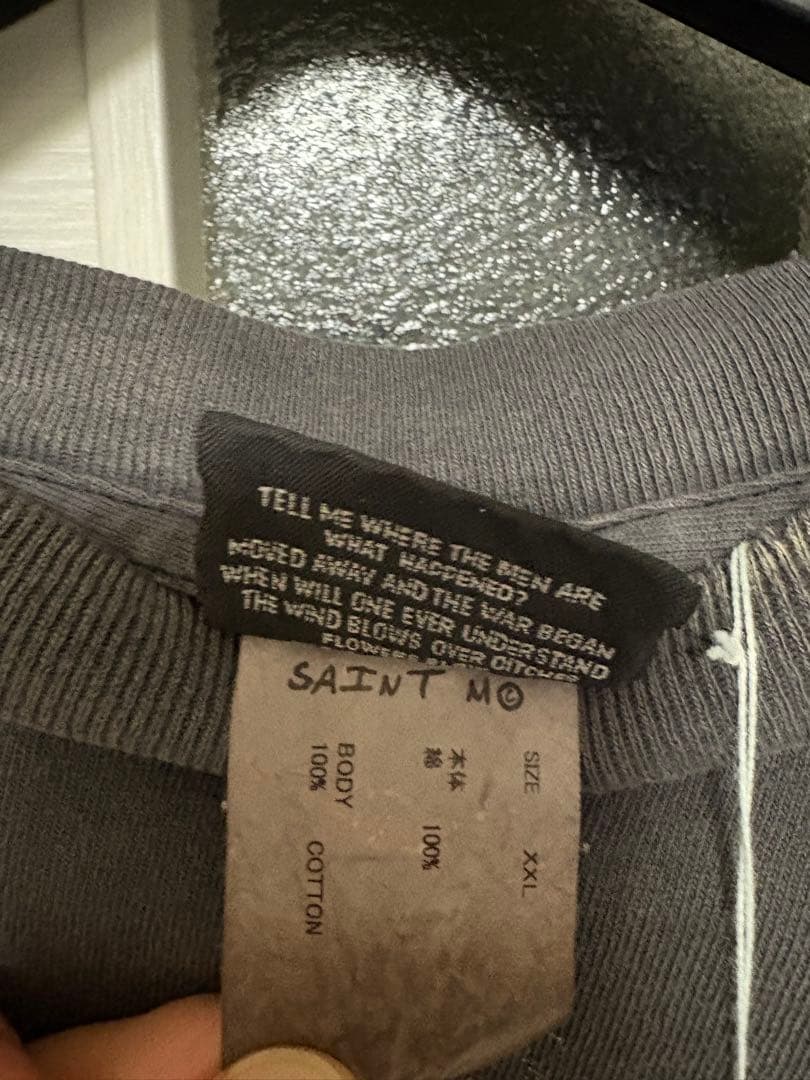 TELL ME WHERE THE MEN ARE
WHAT HAPPENED?
MOVED AWAY AND THE WAR BEGAN
WHEN WILL ONE EVER UNDERSTAND
THE WIND BLOWS OVER DITCHES
SAINT M©
SIZE XXL
本体
綿 100%
BODY COTTON
100%